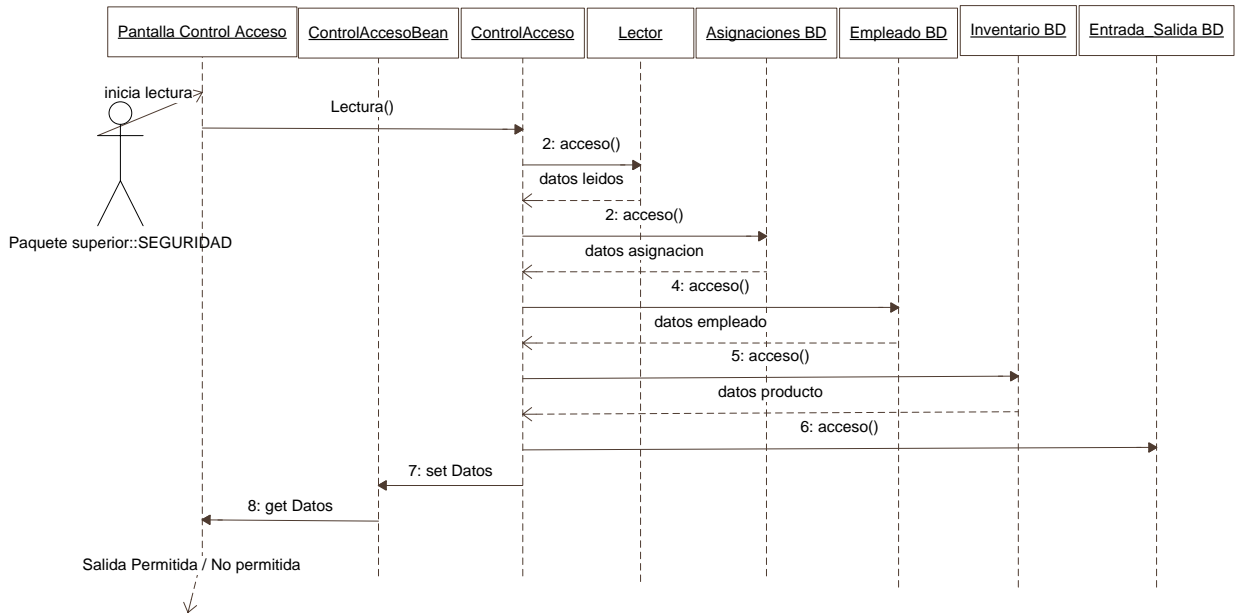 Pantalla Control Acceso
ControlAccesoBean
ControlAcceso
Lector
Asignaciones BD
Empleado BD
Inventario BD
Entrada_Salida BD
inicia lectura
Lectura()
2: acceso()
datos leidos
2: acceso()
Paquete superior::SEGURIDAD
datos asignacion
4: acceso()
datos empleado
5: acceso()
datos producto
6: acceso()
7: set Datos
8: get Datos
Salida Permitida / No permitida